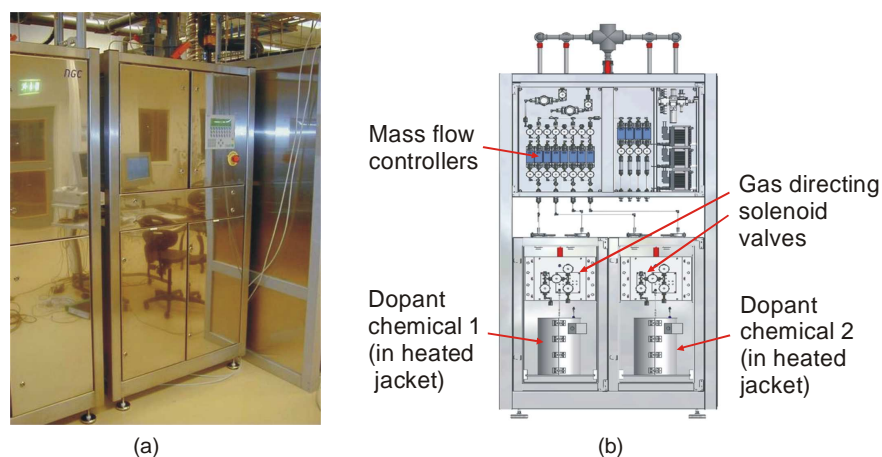 ngc
Mass flow
controllers
Gas directing
solenoid
valves
Dopant
chemical 1
(in heated
jacket)
Dopant
chemical 2
(in heated
jacket)
(a)
(b)